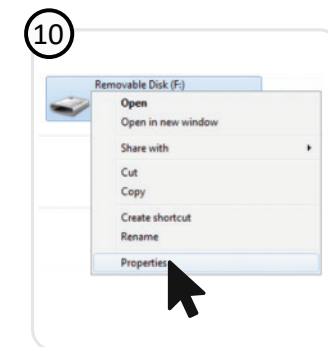 10
Removable Disk (F:)
Open
Open in new window
Share with
Cut
Copy
Create shortcut
Rename
Properties